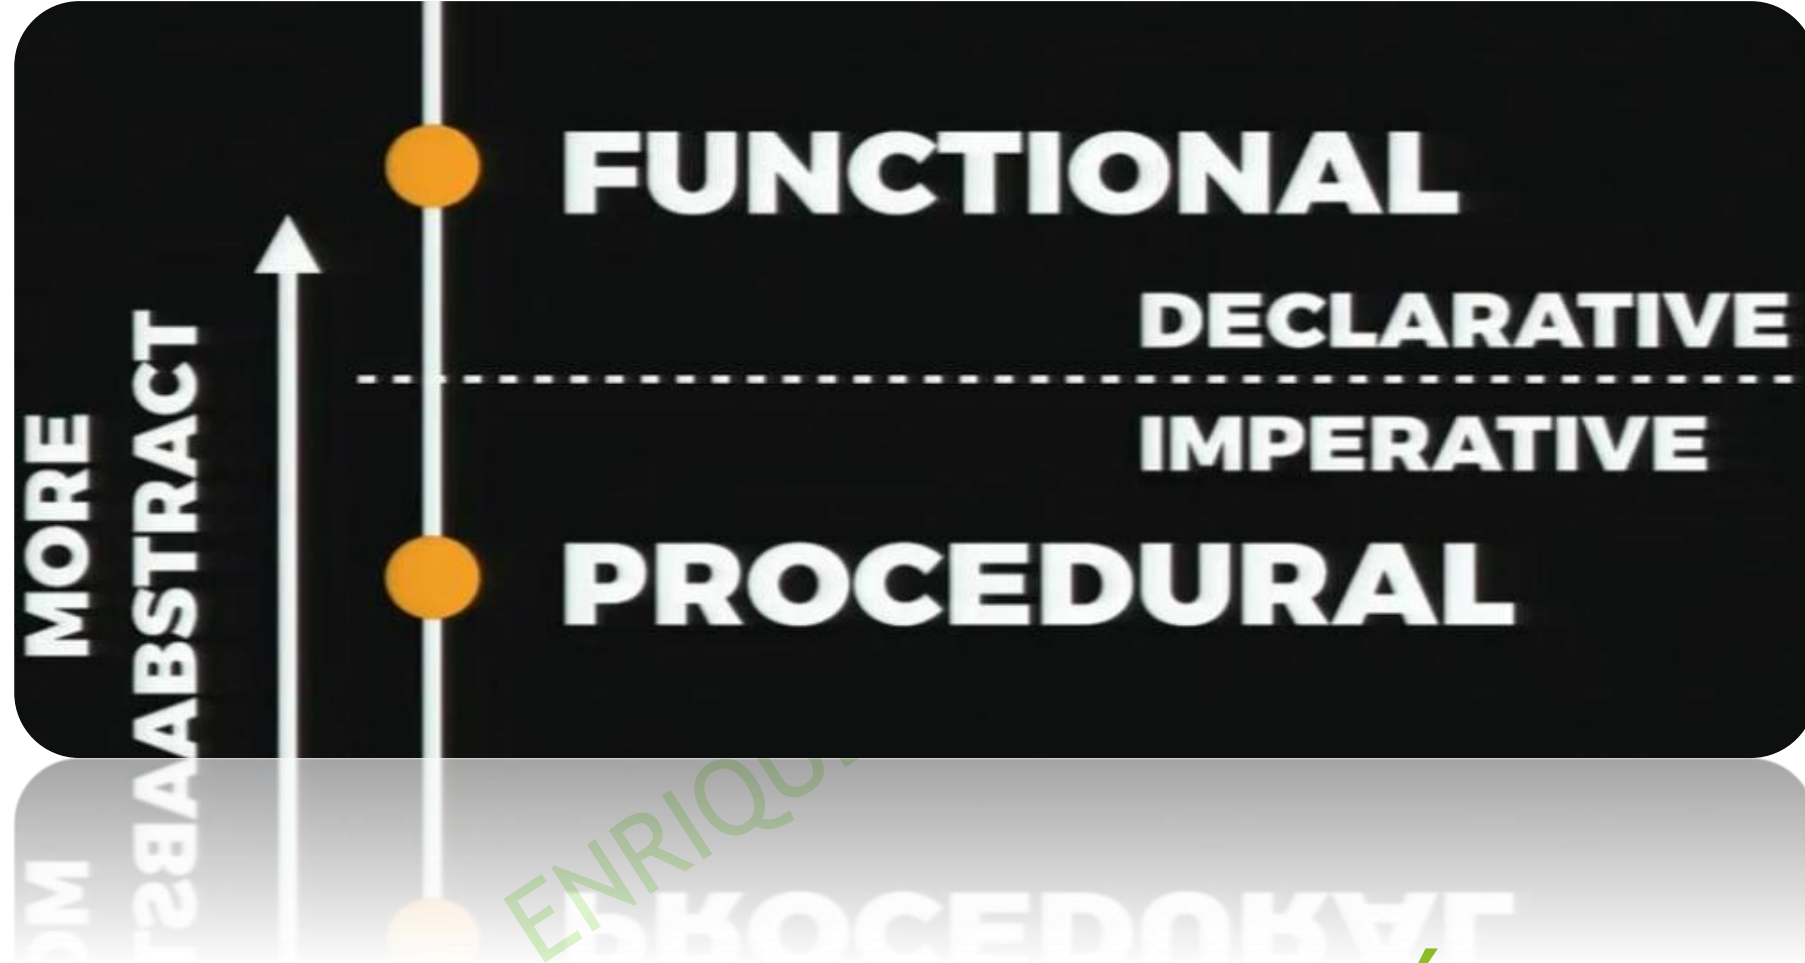 FUNCTIONAL
DECLARATIVE
IMPERATIVE
PROCEDURAL
MORE
ABSTRACT